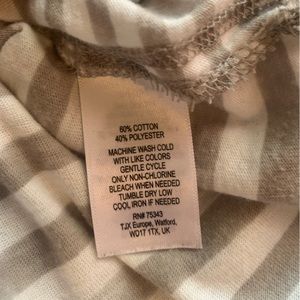 60% COTTON
40% POLYESTER
MACHINE WASH COLD
WITH LIKE COLORS
GENTLE CYCLE
ONLY NON-CHLORINE
BLEACH WHEN NEEDED
TUMBLE DRY LOW
COOL IRON IF NEEDED
RN# 75343
TJX Europe, Watford,
WD17 1TX, UK